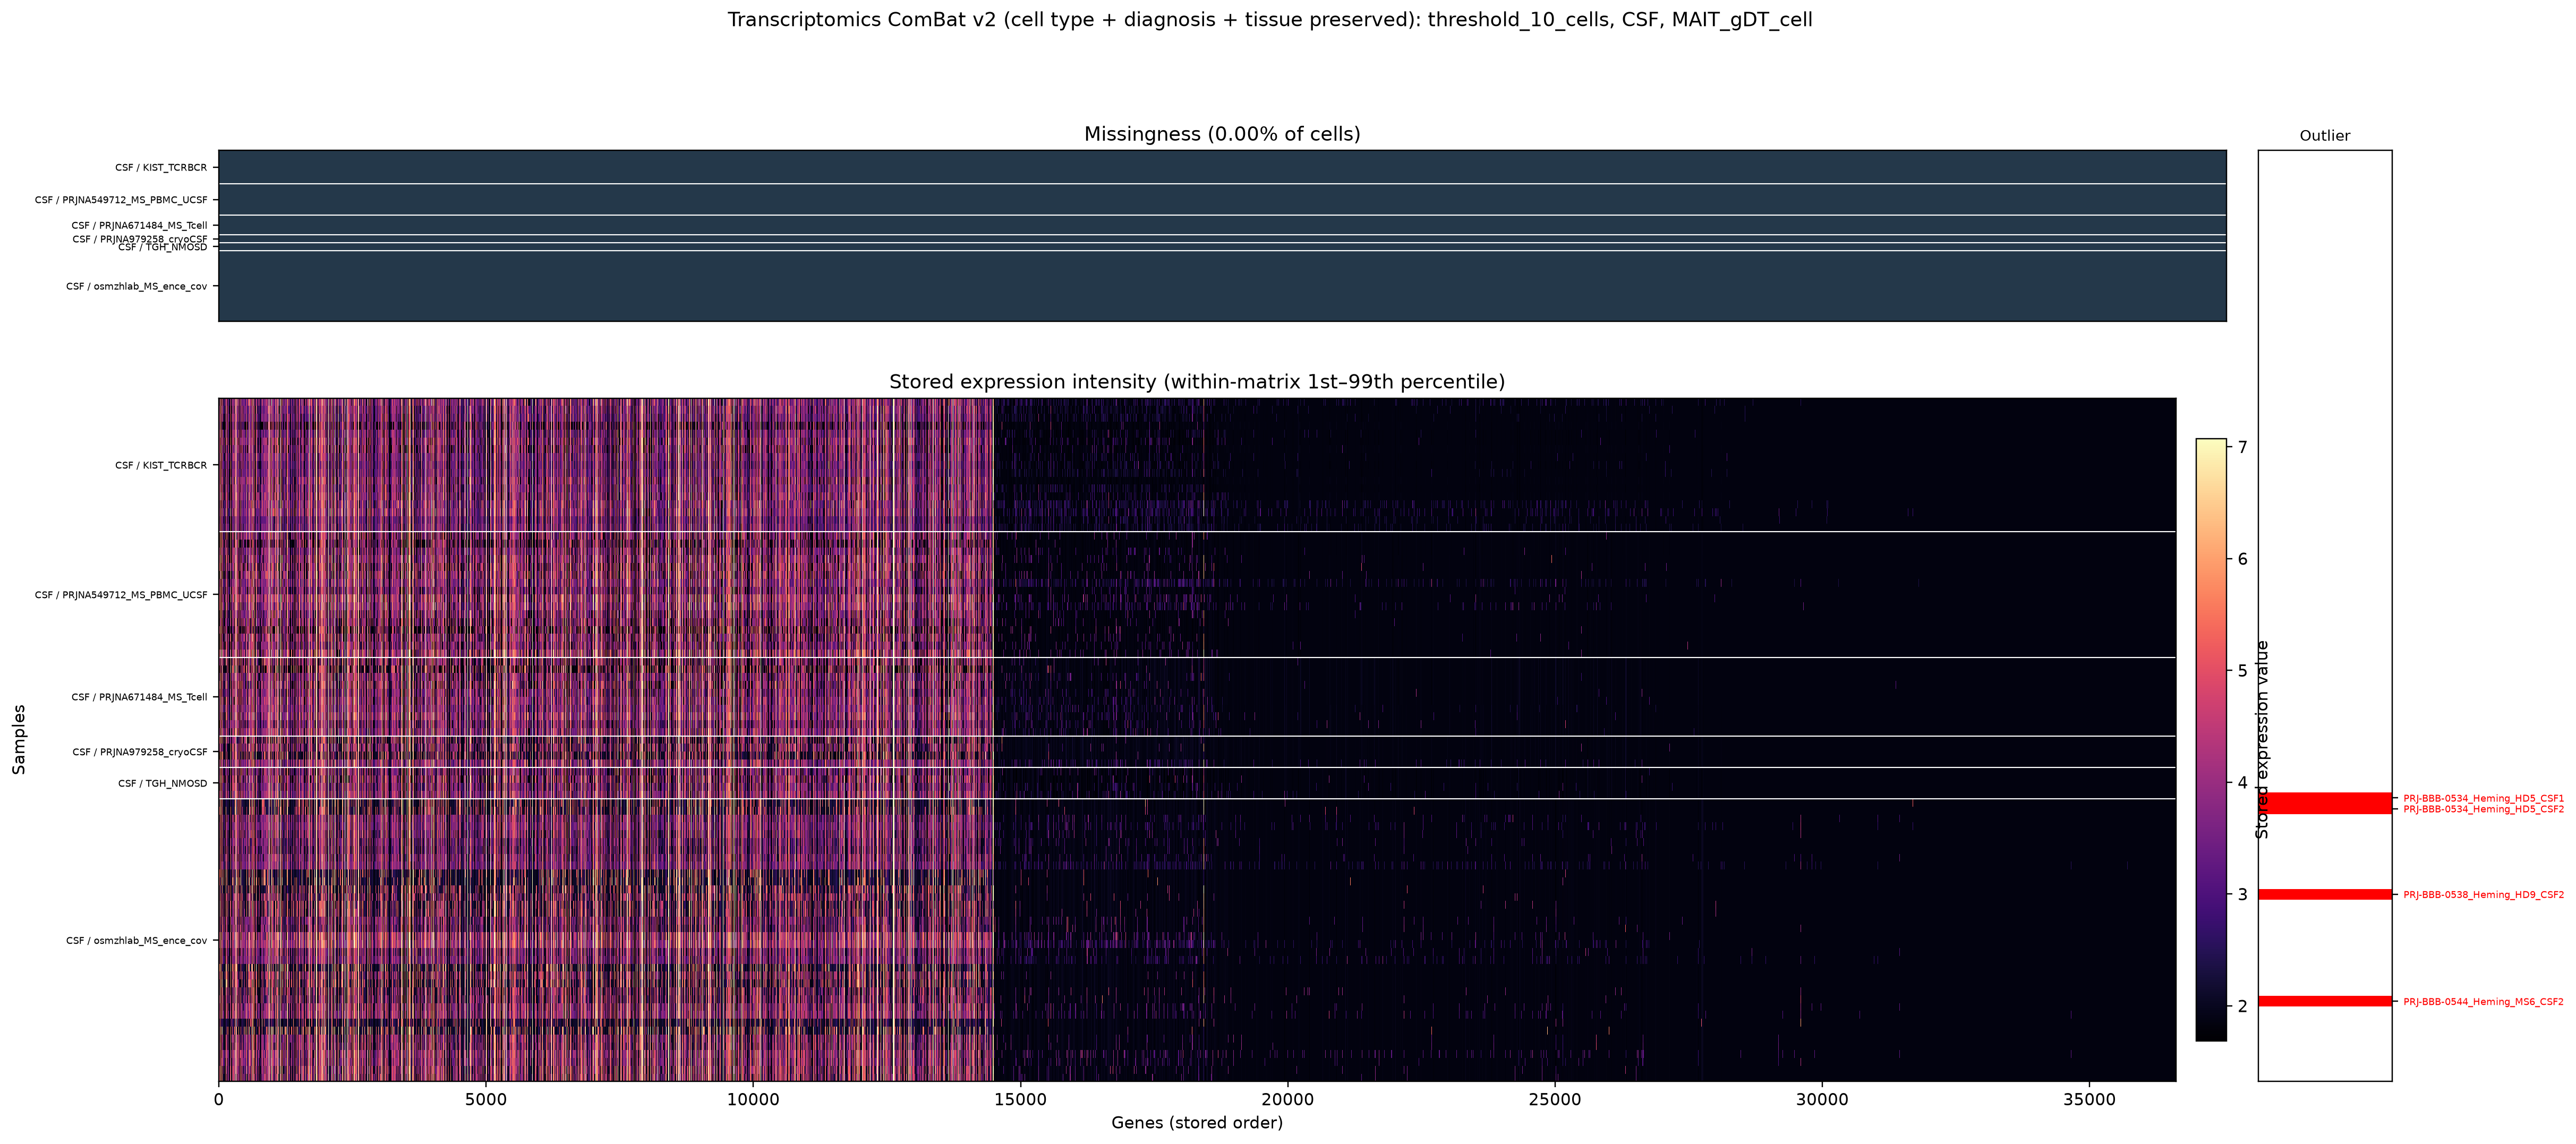 Transcriptomics ComBat v2 (cell type + diagnosis + tissue preserved): threshold_10_cells, CSF, MAIT_gDT_cell
Missingness (0.00% of cells)
CSF / KIST_TCRBCR
CSF / PRJNA549712_MS_PBMC_UCSF
CSF / PRJNA671484_MS_Tcell
CSF / PRJNA979258_cryoCSF
CSF / TGH_NMOSD
CSF / osmzhlab_MS_ence_cov
Outlier
Stored expression intensity (within-matrix 1st–99th percentile)
Samples
CSF / KIST_TCRBCR
CSF / PRJNA549712_MS_PBMC_UCSF
CSF / PRJNA671484_MS_Tcell
CSF / PRJNA979258_cryoCSF
CSF / TGH_NMOSD
CSF / osmzhlab_MS_ence_cov
0 5000 10000 15000 20000 25000 30000 35000
Genes (stored order)
7
6
5
4
3
2
Stored expression value
PRJ-BBB-0534_Heming_HD5_CSF1
PRJ-BBB-0534_Heming_HD5_CSF2
PRJ-BBB-0538_Heming_HD9_CSF2
PRJ-BBB-0544_Heming_MS6_CSF2